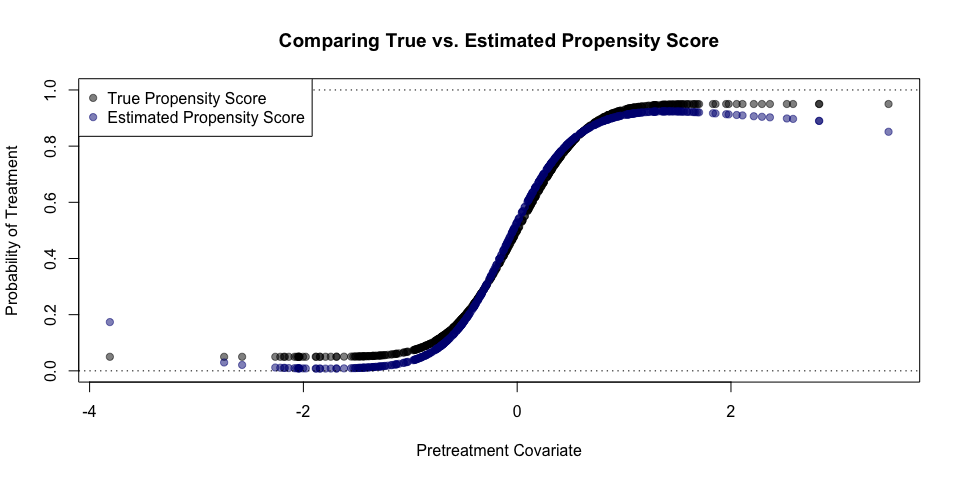 Comparing True vs. Estimated Propensity Score
True Propensity Score
Estimated Propensity Score
Probability of Treatment
1.0
0.8
0.6
0.4
0.2
0.0
-4 -2 0 2
Pretreatment Covariate